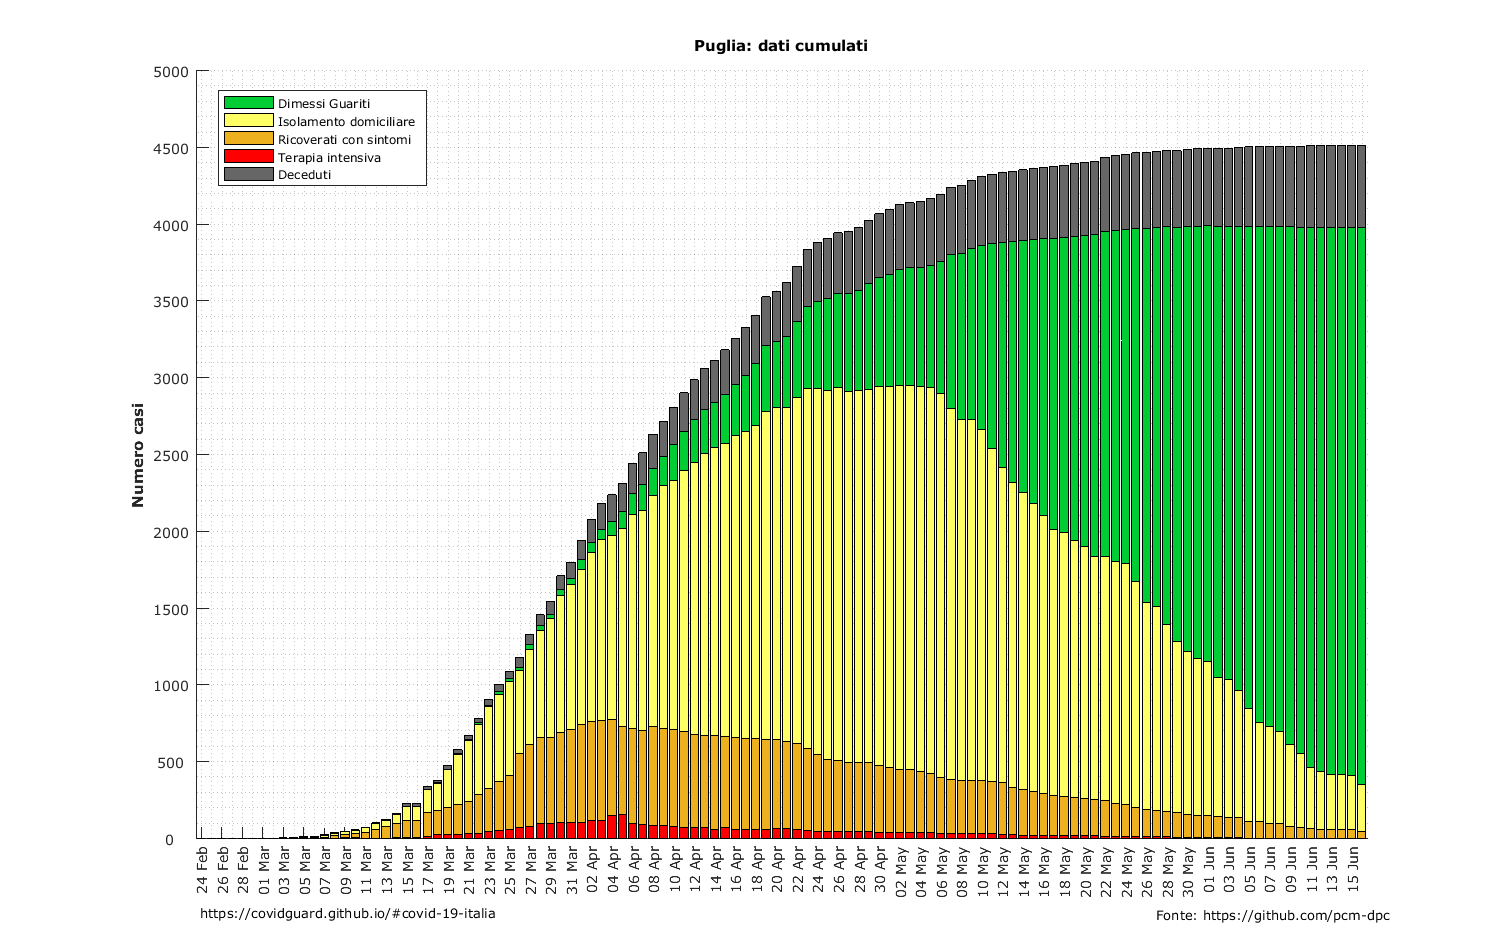 Puglia: dati cumulati
5000
4500
4000
3500
3000
2500
2000
1500
1000
500
0
Numero casi
Dimessi Guariti
Isolamento domiciliare
Ricoverati con sintomi
Terapia intensiva
Deceduti
24 Feb
26 Feb
28 Feb
01 Mar
03 Mar
05 Mar
07 Mar
09 Mar
11 Mar
13 Mar
15 Mar
17 Mar
19 Mar
21 Mar
23 Mar
25 Mar
27 Mar
29 Mar
31 Mar
02 Apr
04 Apr
06 Apr
08 Apr
10 Apr
12 Apr
14 Apr
16 Apr
18 Apr
20 Apr
22 Apr
24 Apr
26 Apr
28 Apr
30 Apr
02 May
04 May
06 May
08 May
10 May
12 May
14 May
16 May
18 May
20 May
22 May
24 May
26 May
28 May
30 May
01 Jun
03 Jun
05 Jun
07 Jun
09 Jun
11 Jun
13 Jun
15 Jun
https://covidguard.github.io/#covid-19-italia
Fonte: https://github.com/pcm-dpc